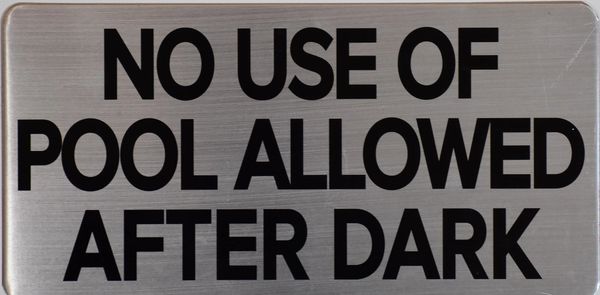 NO USE OF
POOL ALLOWED
AFTER DARK